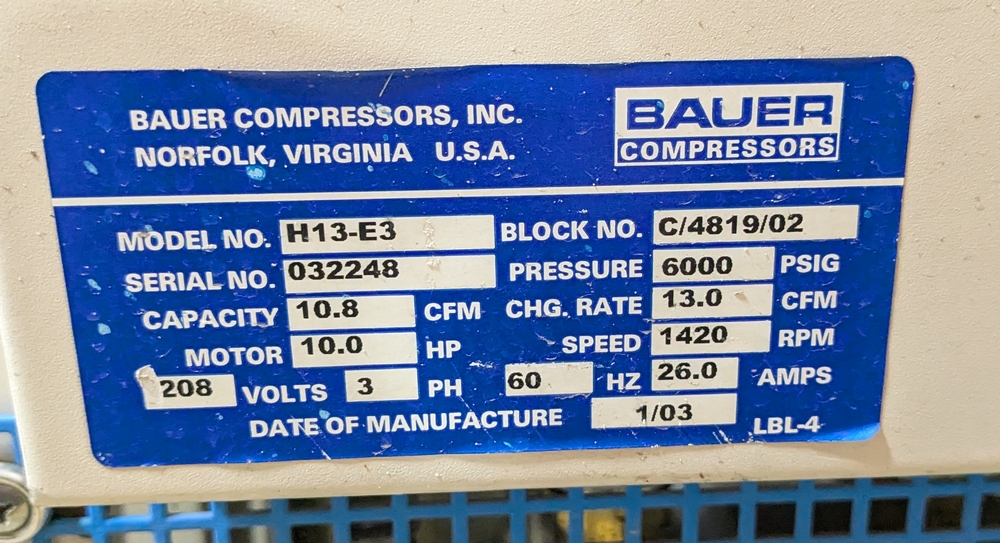 BAUER COMPRESSORS, INC.
NORFOLK, VIRGINIA U.S.A.
BAUER
COMPRESSORS
MODEL NO. H13-E3 BLOCK NO. C/4819/02
SERIAL NO. 032248 PRESSURE 6000 PSIG
CAPACITY 10.8 CFM CHG. RATE 13.0 CFM
MOTOR 10.0 HP SPEED 1420 RPM
208 VOLTS 3 PH 60 HZ 26.0 AMPS
DATE OF MANUFACTURE 1/03 LBL-4